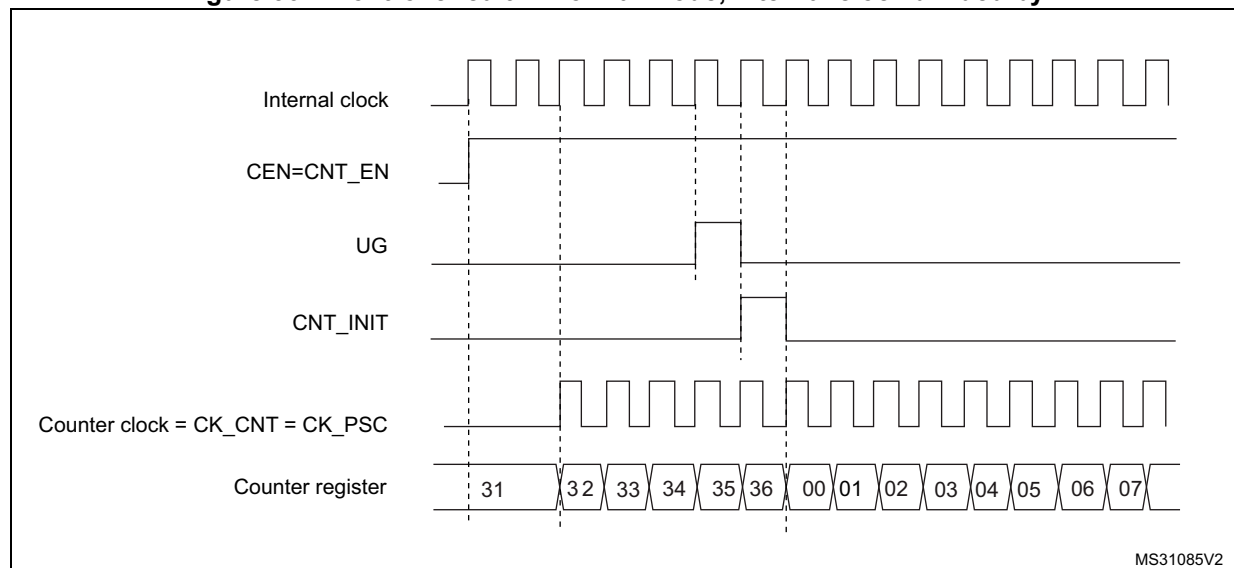 Internal clock
CEN=CNT_EN
UG
CNT_INIT
Counter clock = CK_CNT = CK_PSC
Counter register 31 32 33 34 35 36 00 01 02 03 04 05 06 07
MS31085V2